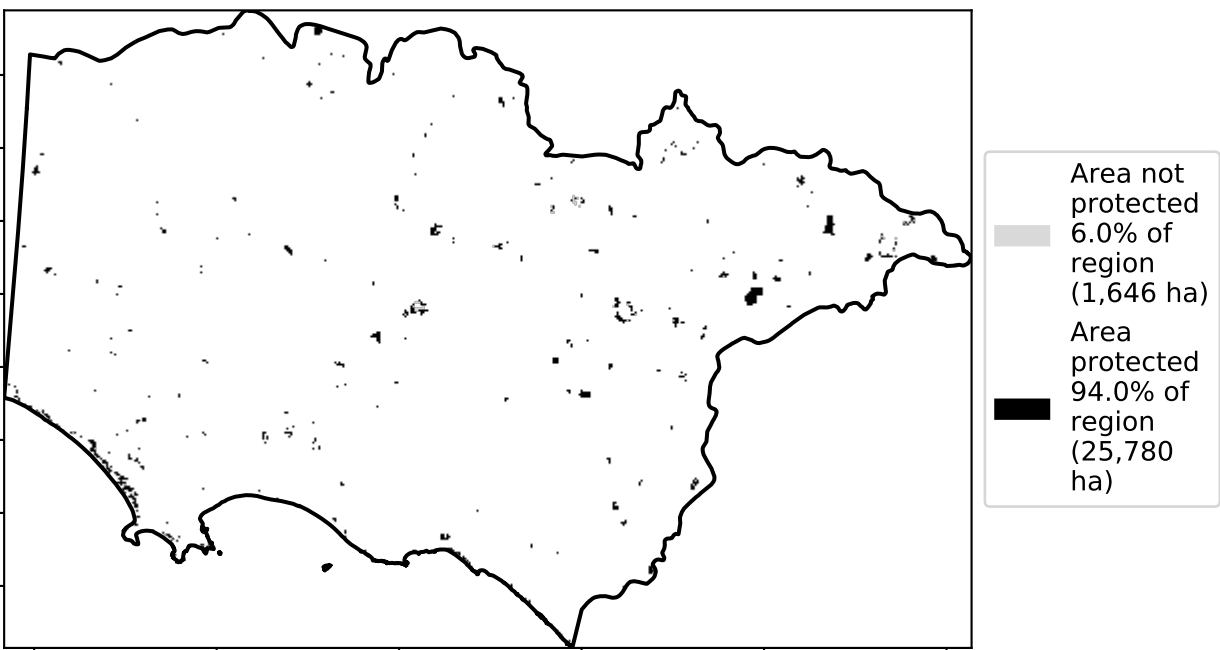 Area not
protected
6.0% of
region
(1,646 ha)
Area
protected
94.0% of
region
(25,780
ha)